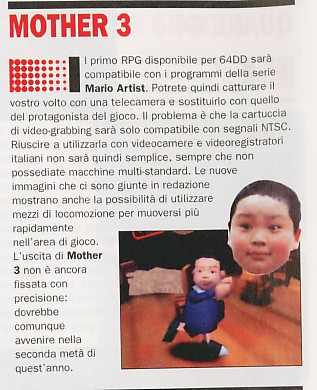 MOTHER 3
I primo RPG disponibile per 64DD sarà
compatibile con i programmi della serie
Mario Artist. Potrete quindi catturare il
vostro volto con una telecamera e sostituirlo con quello
del protagonista del gioco. Il problema è che la cartuccia
di video-grabbing sarà solo compatibile con segnali NTSC.
Riuscire a utilizzarla con videocamere e videoregistratori
italiani non sarà quindi semplice, sempre che non
possediate macchine multi-standard. Le nuove
immagini che ci sono giunte in redazione
mostrano anche la possibilità di utilizzare
mezzi di locomozione per muoversi più
rapidamente
nell'area di gioco.
L'uscita di Mother
3 non è ancora
fissata con
precisione:
dovrebbe
comunque
avvenire nella
seconda metà di
quest'anno.